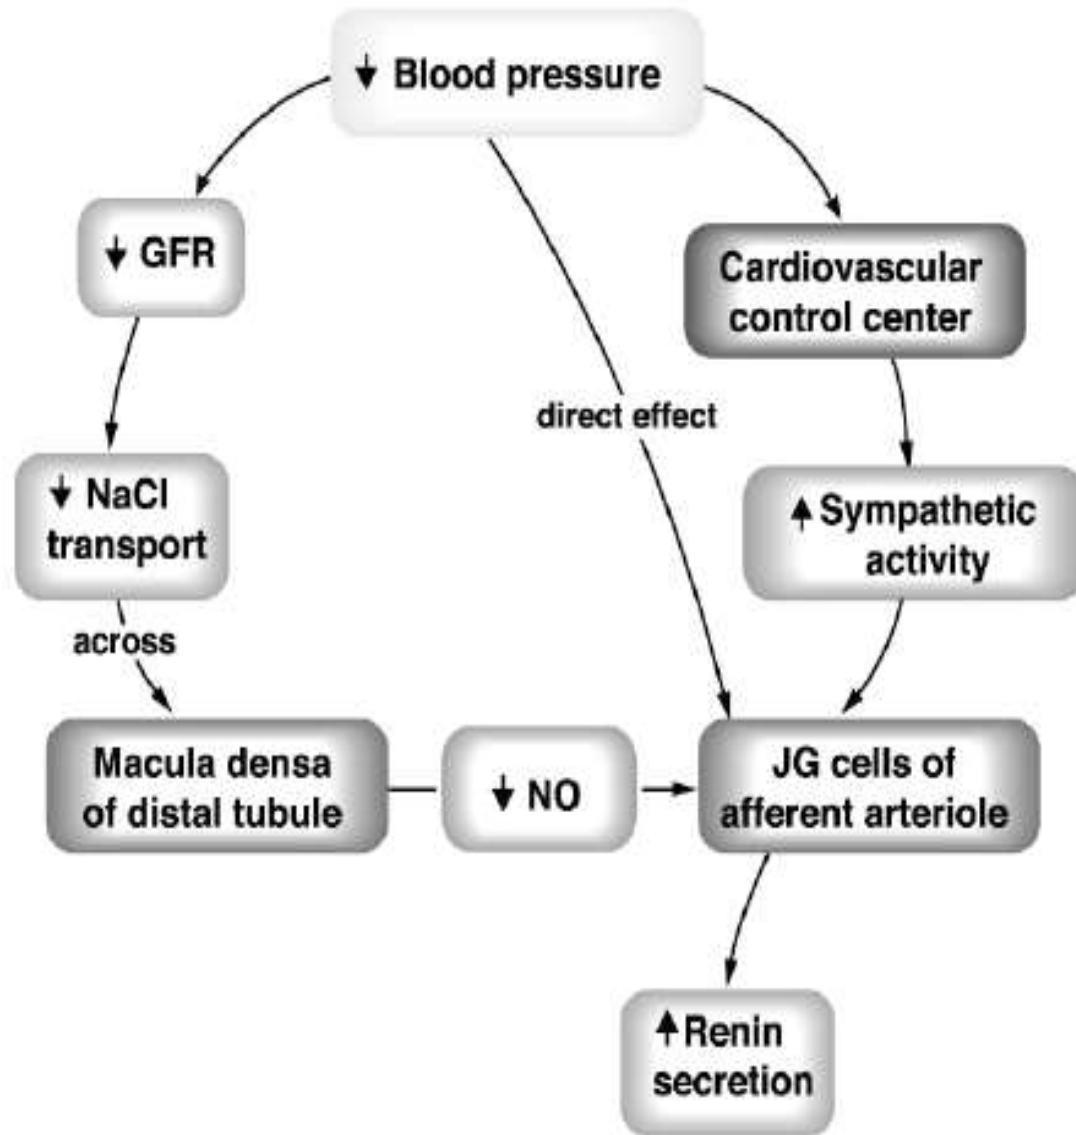 ↓ Blood pressure
↓ GFR
Cardiovascular
control center
direct effect
↓ NaCl
transport
↑ Sympathetic
activity
across
Macula densa
of distal tubule
↓ NO
JG cells of
afferent arteriole
↑ Renin
secretion